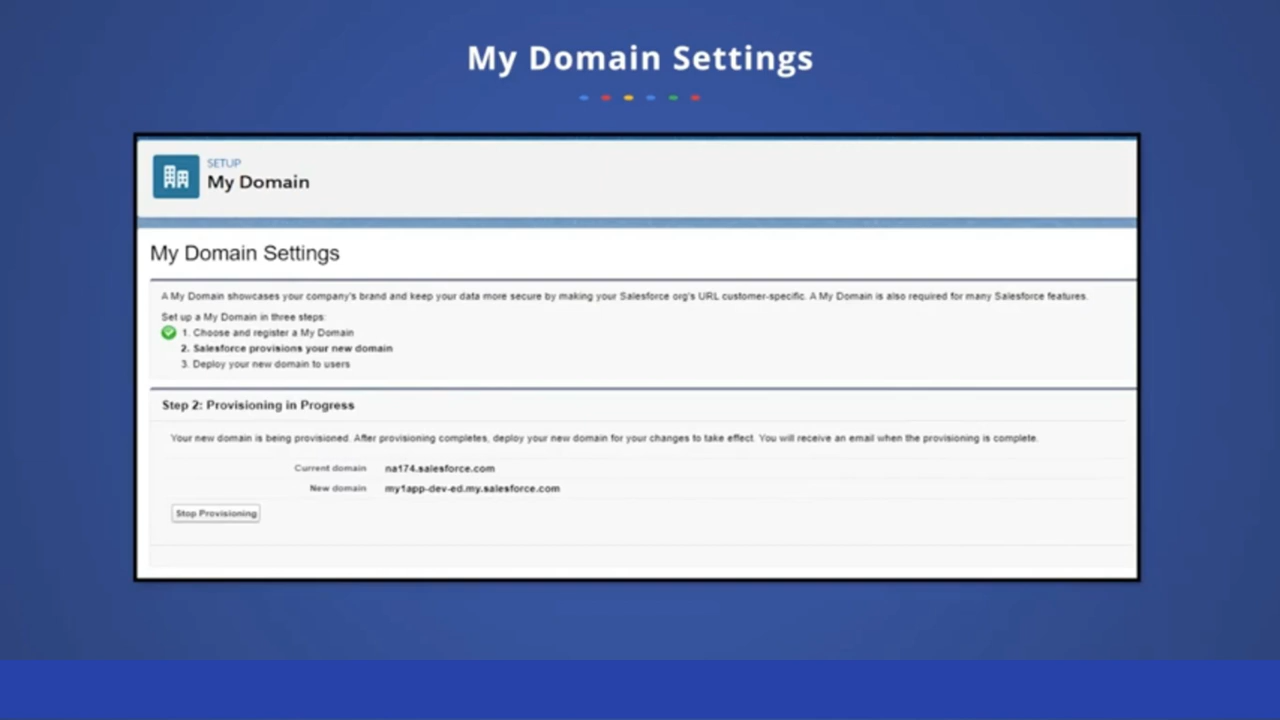 My Domain Settings
SETUP
My Domain
My Domain Settings
A My Domain showcases your company's brand and keep your data more secure by making your Salesforce org's URL customer-specific. A My Domain is also required for many Salesforce features.
Set up a My Domain in three steps:
1. Choose and register a My Domain
2. Salesforce provisions your new domain
3. Deploy your new domain to users
Step 2: Provisioning in Progress
Your new domain is being provisioned. After provisioning completes, deploy your new domain for your changes to take effect. You will receive an email when the provisioning is complete.
Current domain na174.salesforce.com
New domain my1app-dev-ed.my.salesforce.com
Stop Provisioning